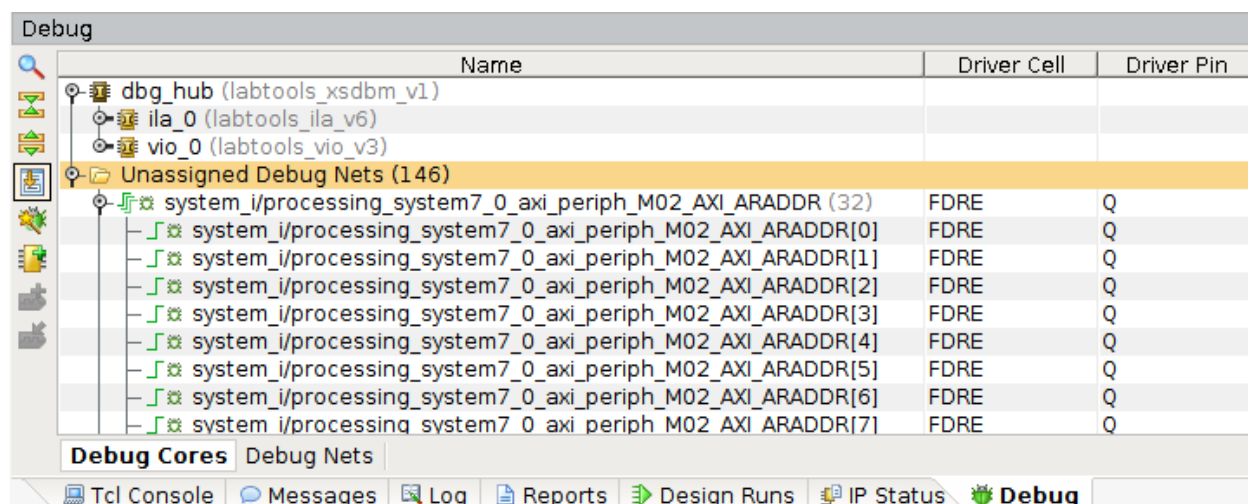 Debug
Name Driver Cell Driver Pin
dbg_hub (labtools_xsdbm_v1)
ila_0 (labtools_ila_v6)
vio_0 (labtools_vio_v3)
Unassigned Debug Nets (146)
system_i/processing_system7_0_axi_periph_M02_AXI_ARADDR (32) FDRE Q
system_i/processing_system7_0_axi_periph_M02_AXI_ARADDR[0] FDRE Q
system_i/processing_system7_0_axi_periph_M02_AXI_ARADDR[1] FDRE Q
system_i/processing_system7_0_axi_periph_M02_AXI_ARADDR[2] FDRE Q
system_i/processing_system7_0_axi_periph_M02_AXI_ARADDR[3] FDRE Q
system_i/processing_system7_0_axi_periph_M02_AXI_ARADDR[4] FDRE Q
system_i/processing_system7_0_axi_periph_M02_AXI_ARADDR[5] FDRE Q
system_i/processing_system7_0_axi_periph_M02_AXI_ARADDR[6] FDRE Q
system_i/processing_system7_0_axi_periph_M02_AXI_ARADDR[7] FDRE Q
Debug Cores Debug Nets
Tcl Console Messages Log Reports Design Runs IP Status Debug